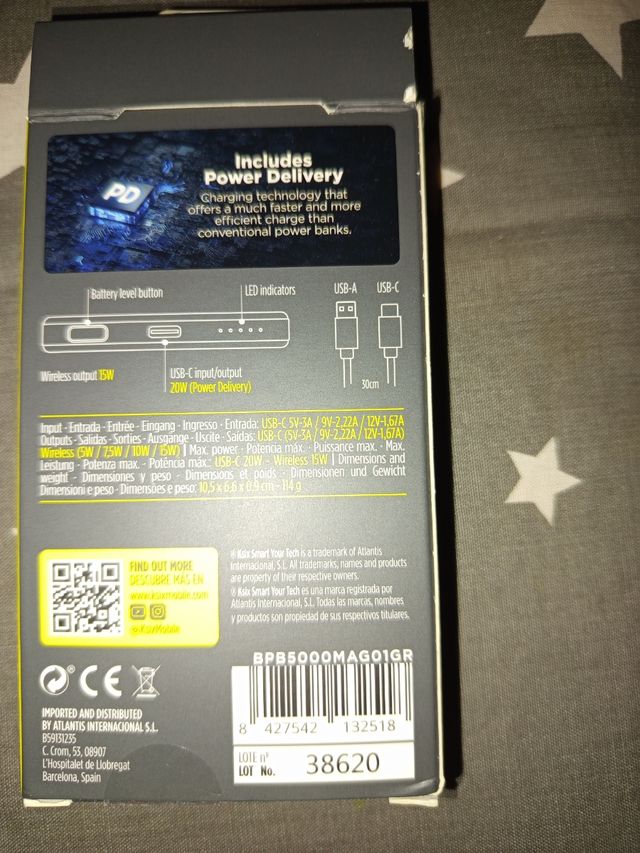 PD
Includes
Power Delivery
Charging technology that
offers a much faster and more
efficient charge than
conventional power banks.
Battery level button
LED indicators
USB-A
USB-C
Wireless output 15W
USB-C input/output
20W (Power Delivery)
30cm
Input - Entrada - Entrée - Eingang - Ingresso - Entrada: USB-C 5V-3A / 9V-2,22A / 12V-1,67A
Outputs - Salidas - Sorties - Ausgange - Uscite - Saídas: USB-C (5V-3A / 9V-2,22A / 12V-1,67A)
Wireless (5W / 7,5W / 10W / 15W) | Max. power - Potencia máx. - Puissance max. - Max.
Leistung - Potenza max. - Potência máx.: USB-C 20W - Wireless 15W | Dimensions and
weight - Dimensiones y peso - Dimensions et poids - Dimensionen und Gewicht
Dimensioni e peso - Dimensões e peso: 10,5 x 6,6 x 0,9 cm - 114 g
FIND OUT MORE
DESCUBRE MÁS EN
www.ksixmobile.com
@KsixMobile
® Ksix Smart Your Tech is a trademark of Atlantis
Internacional, S.L. All trademarks, names and products
are property of their respective owners.
® Ksix Smart Your Tech es una marca registrada por
Atlantis Internacional, S.L. Todas las marcas, nombres
y productos son propiedad de sus respectivos titulares.
CE
IMPORTED AND DISTRIBUTED
BY ATLANTIS INTERNACIONAL S.L.
B59131235
C. Crom, 53, 08907
L'Hospitalet de Llobregat
Barcelona, Spain
BPB5000MAG01GR
8 427542 132518
LOTE nº
LOT No.
38620